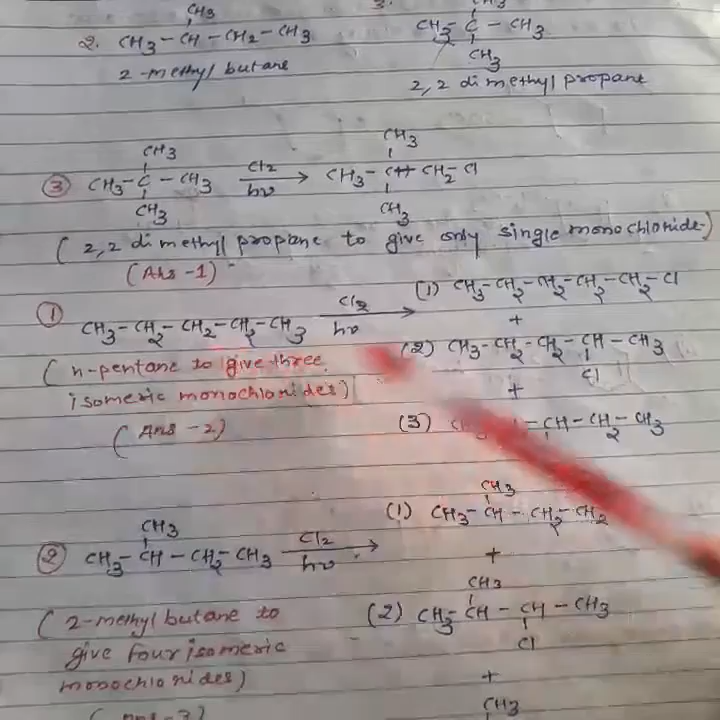 CH3
2. CH3 - CH - CH2 - CH3
2-methyl butane
3.
CH3
CH3 - C - CH3
CH3
2,2 dimethyl propane
CH3
③ CH3 - C - CH3
CH3
Cl2
hν
CH3
CH3 - CH - CH2 - Cl
CH3
( 2,2 dimethyl propane to give only single monochloride)
(Ans -1)
① CH3 - CH2 - CH2 - CH2 - CH3
Cl2
hν
(1) CH3 - CH2 - CH2 - CH2 - CH2 - Cl
+
(2) CH3 - CH2 - CH2 - CH - CH3
Cl
+
(3) CH - CH2 - CH3
( n-pentane to give three
isomeric monochlorides)
( Ans -2)
CH3
② CH3 - CH - CH2 - CH3
Cl2
hν
CH3
(1) CH3 - CH - CH2 - CH2
+
CH3
(2) CH3 - CH - CH - CH3
Cl
+
CH3
( 2-methyl butane to
give four isomeric
monochlorides)
( Ans -3)